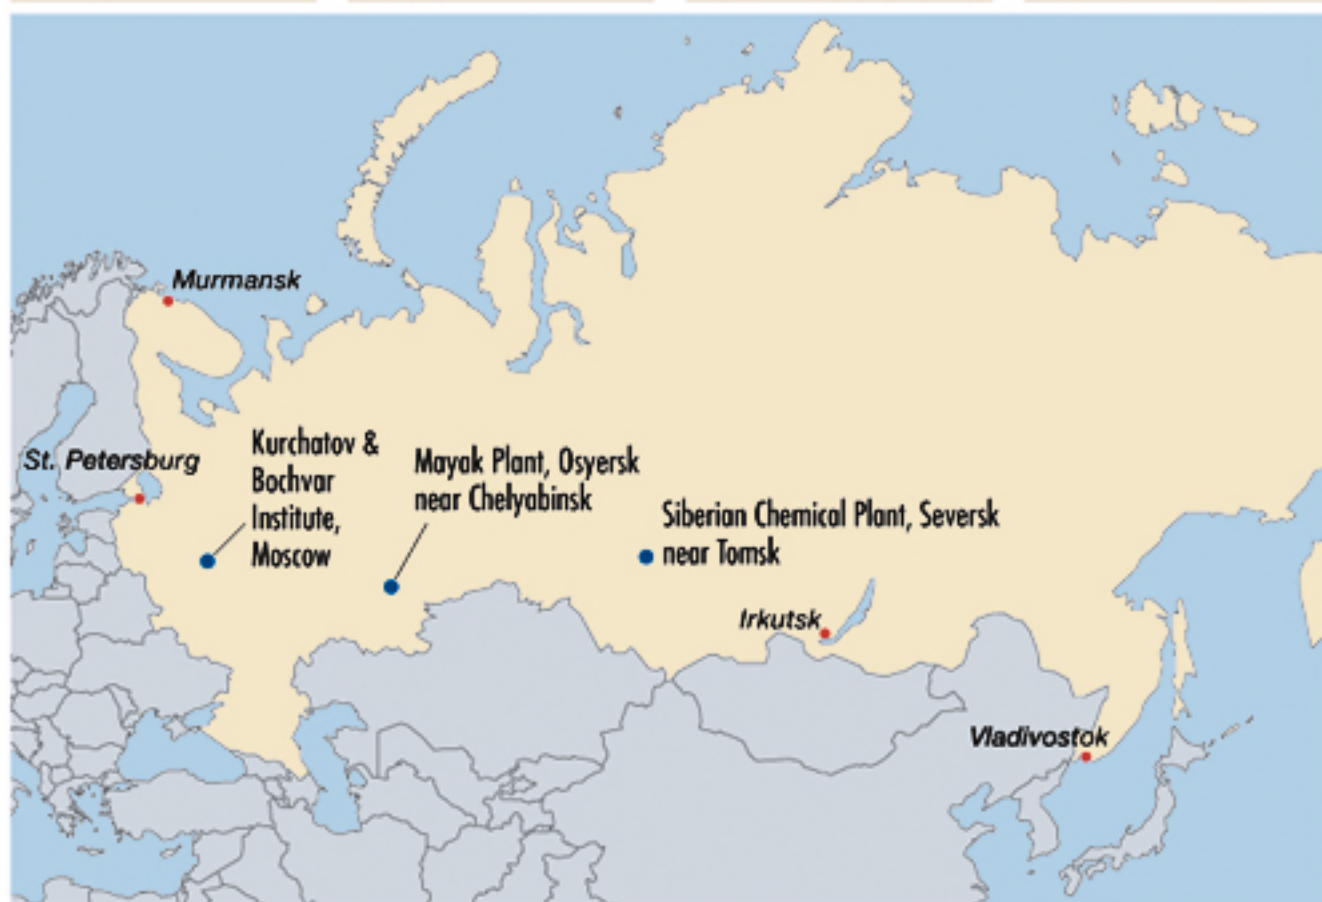 Murmansk
St. Petersburg
Kurchatov &
Bochvar
Institute,
Moscow
Mayak Plant, Osyersk
near Chelyabinsk
Siberian Chemical Plant, Seversk
near Tomsk
Irkutsk
Vladivostok